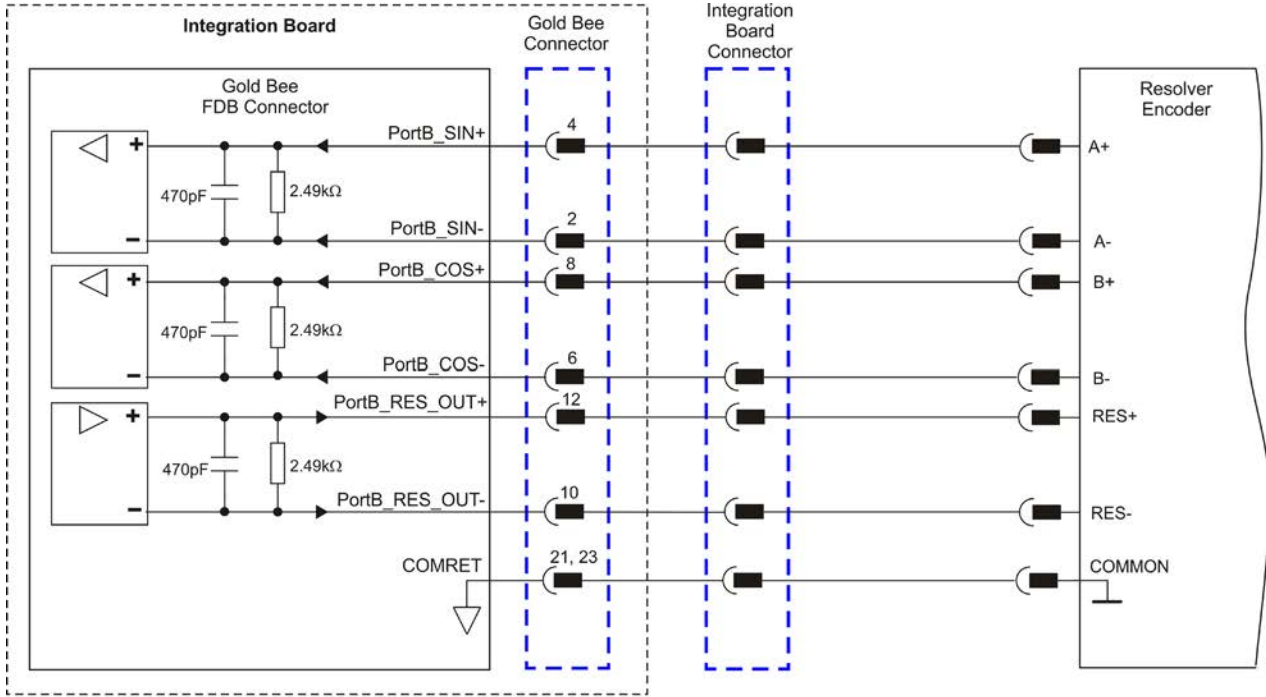 Integration Board
Gold Bee
Connector
Integration
Board
Connector
Gold Bee
FDB Connector
Resolver
Encoder
+
470pF
2.49kΩ
PortB_SIN+
4
A+
−
PortB_SIN-
2
A-
+
470pF
2.49kΩ
PortB_COS+
8
B+
−
PortB_COS-
6
B-
+
470pF
2.49kΩ
PortB_RES_OUT+
12
RES+
−
PortB_RES_OUT-
10
RES-
COMRET
21, 23
COMMON